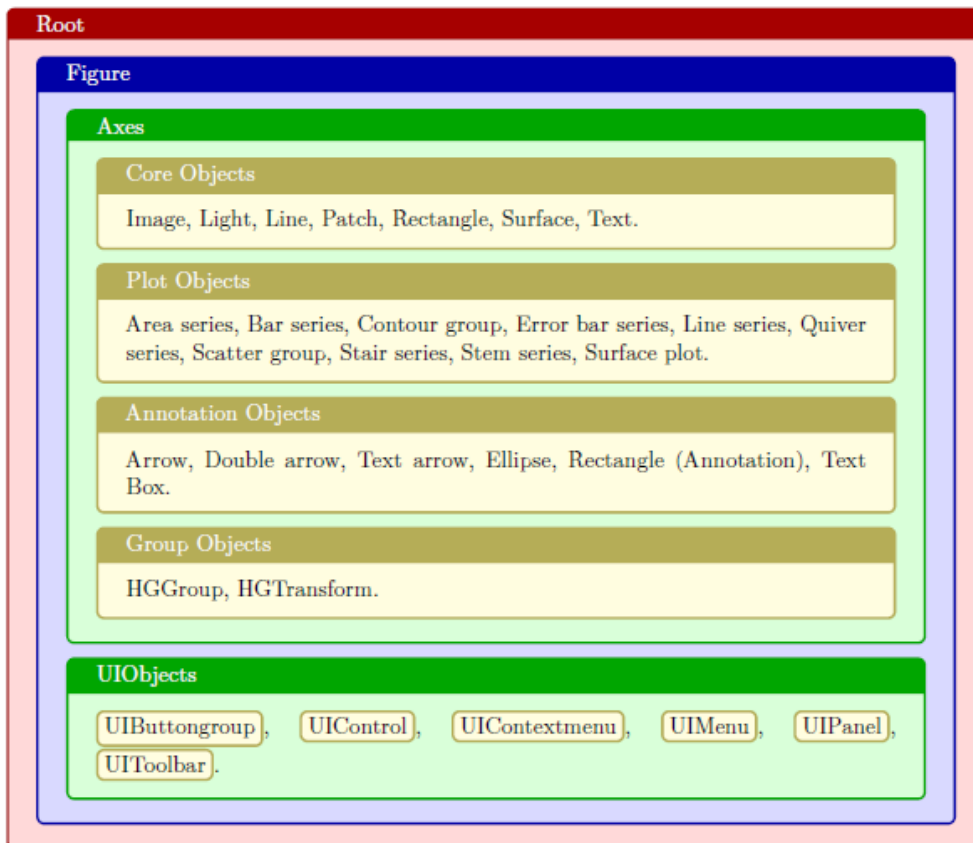 Root
Figure
Axes
Core Objects
Image, Light, Line, Patch, Rectangle, Surface, Text.
Plot Objects
Area series, Bar series, Contour group, Error bar series, Line series, Quiver
series, Scatter group, Stair series, Stem series, Surface plot.
Annotation Objects
Arrow, Double arrow, Text arrow, Ellipse, Rectangle (Annotation), Text
Box.
Group Objects
HGGroup, HGTransform.
UIObjects
UIButtongroup, UIControl, UIContextmenu, UIMenu, UIPanel,
UIToolbar.